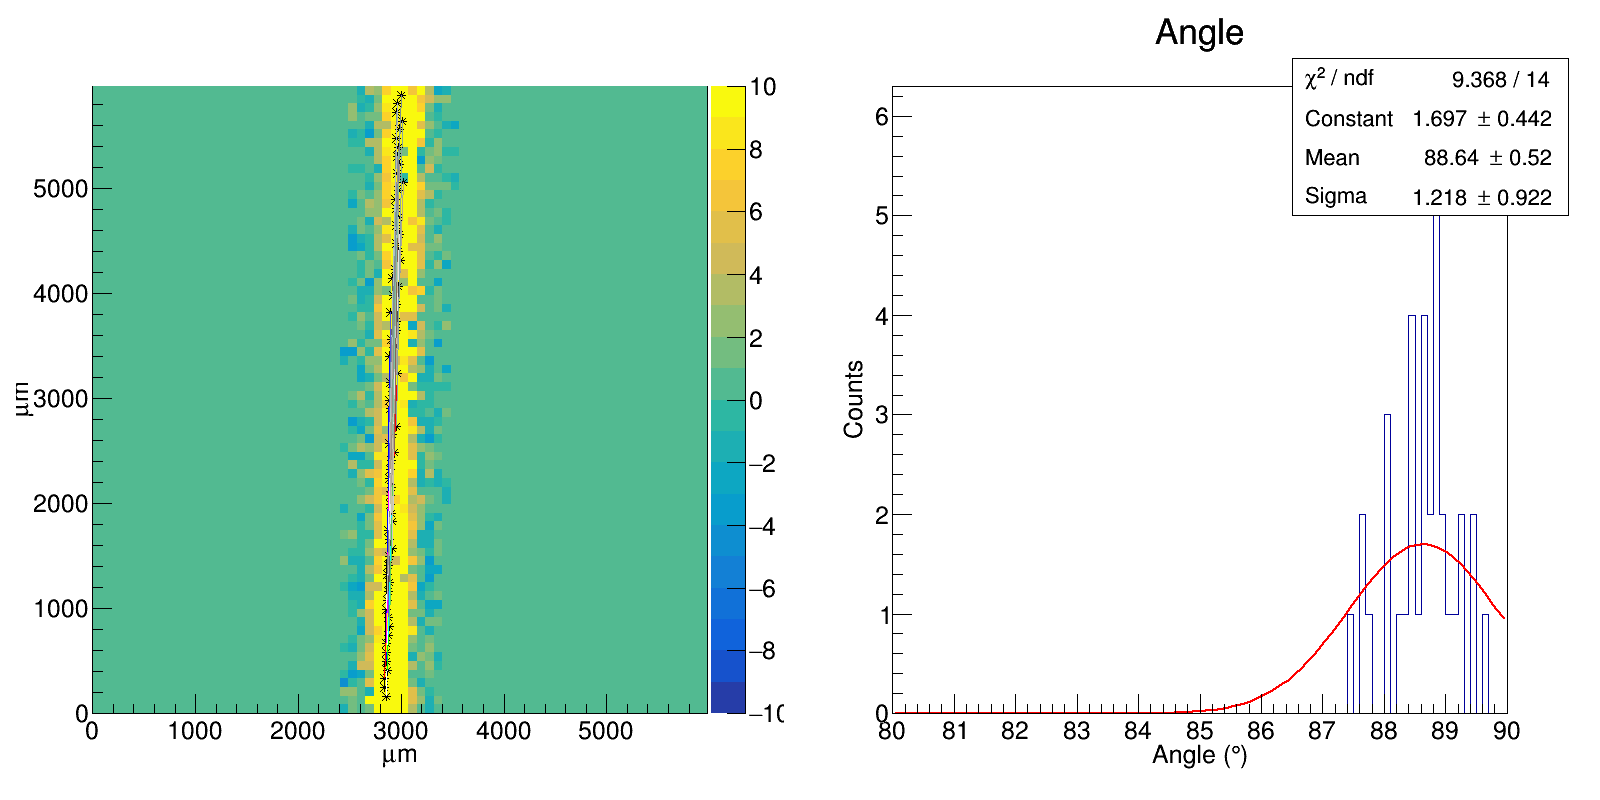 Angle
χ² / ndf 9.368 / 14
Constant 1.697 ± 0.442
Mean 88.64 ± 0.52
Sigma 1.218 ± 0.922
10
8
6
4
2
0
−2
−4
−6
−8
−10
5000
4000
3000
2000
1000
0
μm
0 1000 2000 3000 4000 5000
μm
6
5
4
3
2
1
0
Counts
80 81 82 83 84 85 86 87 88 89 90
Angle (°)